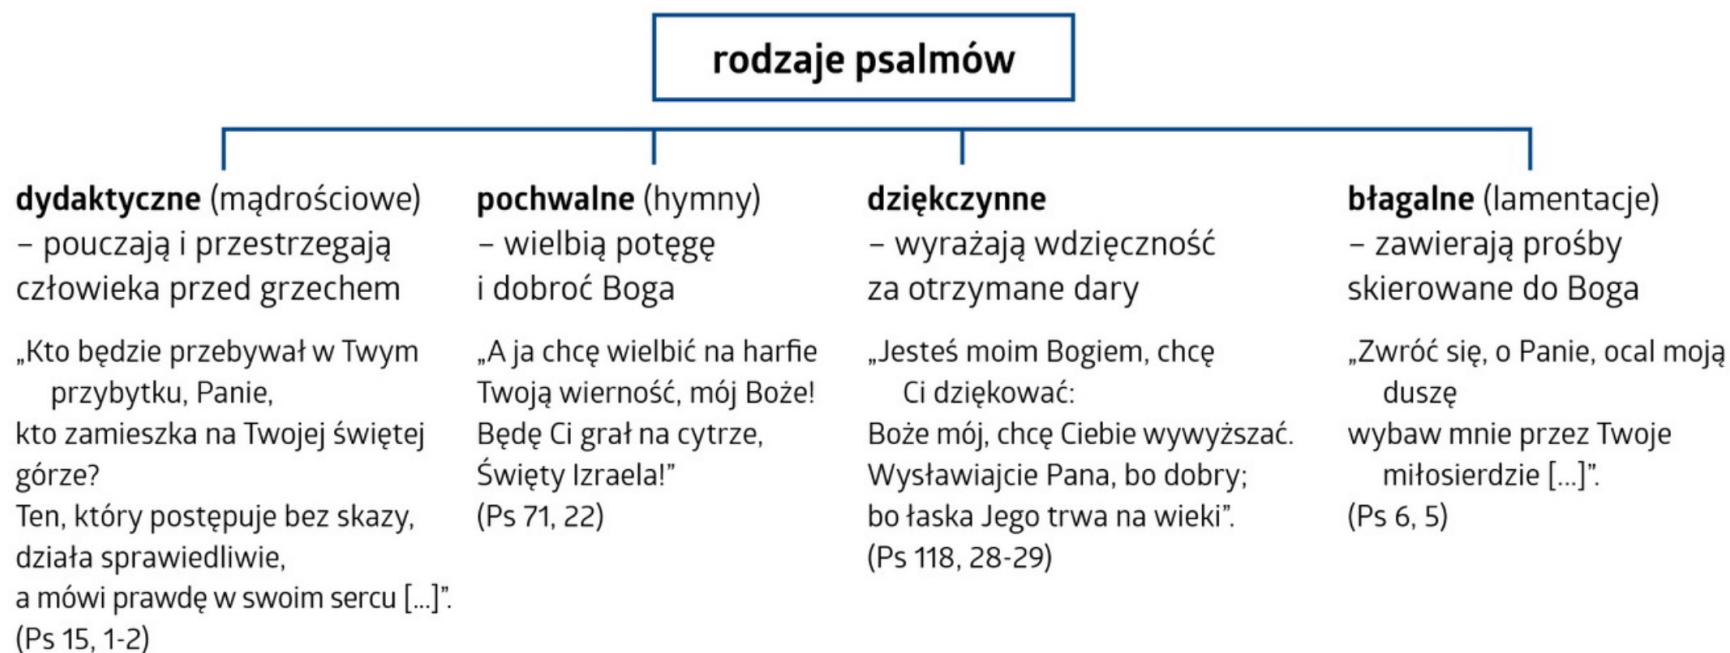 rodzaje psalmów
dydaktyczne (mądrościowe)
– pouczają i przestrzegają
człowieka przed grzechem
„Kto będzie przebywał w Twym
przybytku, Panie,
kto zamieszka na Twojej świętej
górze?
Ten, który postępuje bez skazy,
działa sprawiedliwie,
a mówi prawdę w swoim sercu [...]”.
(Ps 15, 1-2)
pochwalne (hymny)
– wielbią potęgę
i dobroć Boga
„A ja chcę wielbić na harfie
Twoją wierność, mój Boże!
Będę Ci grał na cytrze,
Święty Izraela!”
(Ps 71, 22)
dziękczynne
– wyrażają wdzięczność
za otrzymane dary
„Jesteś moim Bogiem, chcę
Ci dziękować:
Boże mój, chcę Ciebie wywyższać.
Wysławiajcie Pana, bo dobry;
bo łaska Jego trwa na wieki”.
(Ps 118, 28-29)
błagalne (lamentacje)
– zawierają prośby
skierowane do Boga
„Zwróć się, o Panie, ocal moją
duszę
wybaw mnie przez Twoje
miłosierdzie [...]”.
(Ps 6, 5)